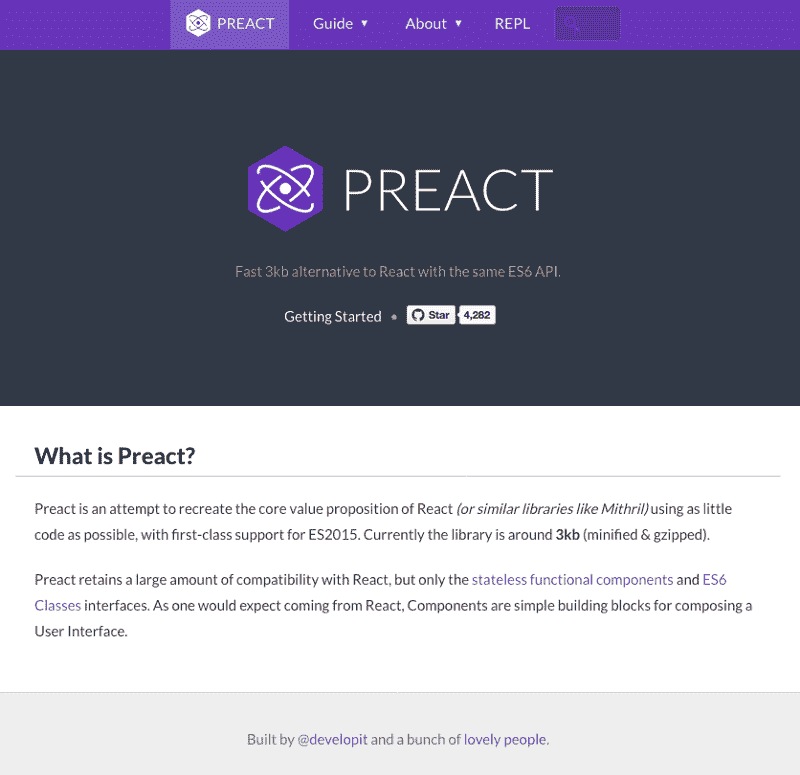 PREACT Guide ▼ About ▼ REPL
PREACT
Fast 3kb alternative to React with the same ES6 API.
Getting Started • Star 4,282
What is Preact?
Preact is an attempt to recreate the core value proposition of React (or similar libraries like Mithril) using as little
code as possible, with first-class support for ES2015. Currently the library is around 3kb (minified & gzipped).
Preact retains a large amount of compatibility with React, but only the stateless functional components and ES6
Classes interfaces. As one would expect coming from React, Components are simple building blocks for composing a
User Interface.
Built by @developit and a bunch of lovely people.